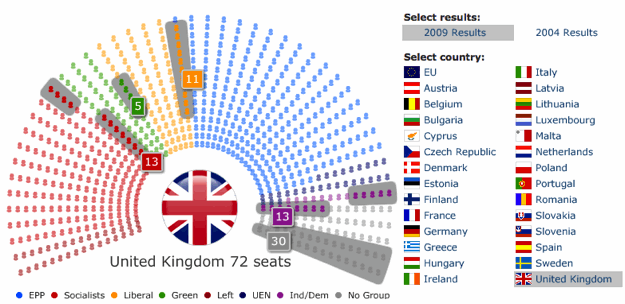 Select results:
2009 Results 2004 Results
Select country:
EU Italy
Austria Latvia
Belgium Lithuania
Bulgaria Luxembourg
Cyprus Malta
Czech Republic Netherlands
Denmark Poland
Estonia Portugal
Finland Romania
France Slovakia
Germany Slovenia
Greece Spain
Hungary Sweden
Ireland United Kingdom
11
5
13
13
30
United Kingdom 72 seats
EPP Socialists Liberal Green Left UEN Ind/Dem No Group